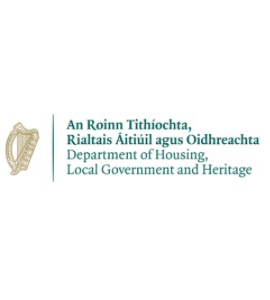 An Roinn Tithíochta,
Rialtais Áitiúil agus Oidhreachta
Department of Housing,
Local Government and Heritage